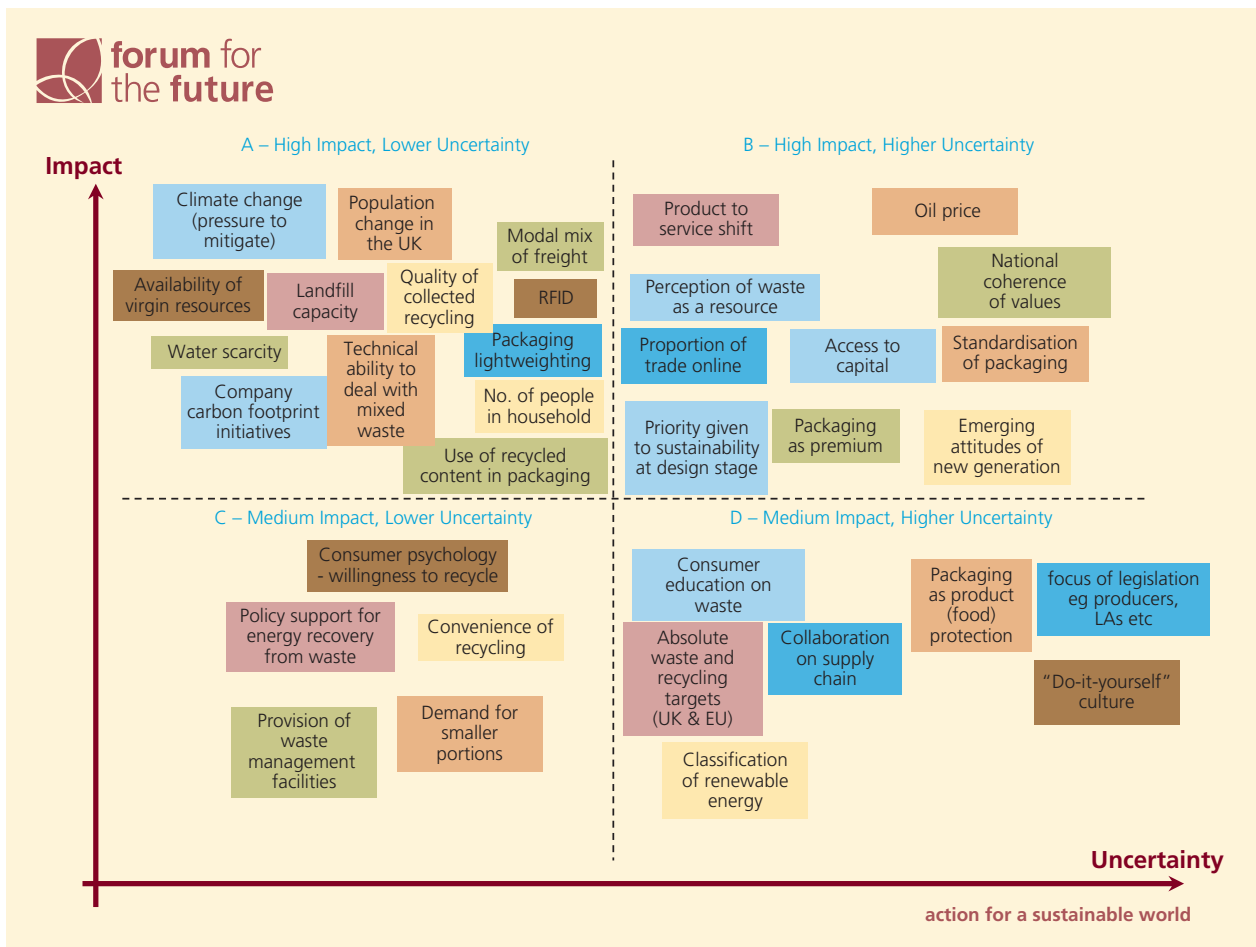 forum for
the future
A – High Impact, Lower Uncertainty
B – High Impact, Higher Uncertainty
Impact
Climate change
(pressure to
mitigate)
Population
change in
the UK
Modal mix
of freight
Availability of
virgin resources
Landfill
capacity
Quality of
collected
recycling
RFID
Water scarcity
Technical
ability to
deal with
mixed
waste
Packaging
lightweighting
Company
carbon footprint
initiatives
No. of people
in household
Use of recycled
content in packaging
Product to
service shift
Oil price
National
coherence
of values
Perception of waste
as a resource
Proportion of
trade online
Access to
capital
Standardisation
of packaging
Priority given
to sustainability
at design stage
Packaging
as premium
Emerging
attitudes of
new generation
C – Medium Impact, Lower Uncertainty
D – Medium Impact, Higher Uncertainty
Consumer psychology
- willingness to recycle
Policy support for
energy recovery
from waste
Convenience of
recycling
Provision of
waste
management
facilities
Demand for
smaller
portions
Consumer
education on
waste
Packaging
as product
(food)
protection
focus of legislation
eg producers,
LAs etc
Absolute
waste and
recycling
targets
(UK & EU)
Collaboration
on supply
chain
“Do-it-yourself”
culture
Classification
of renewable
energy
Uncertainty
action for a sustainable world